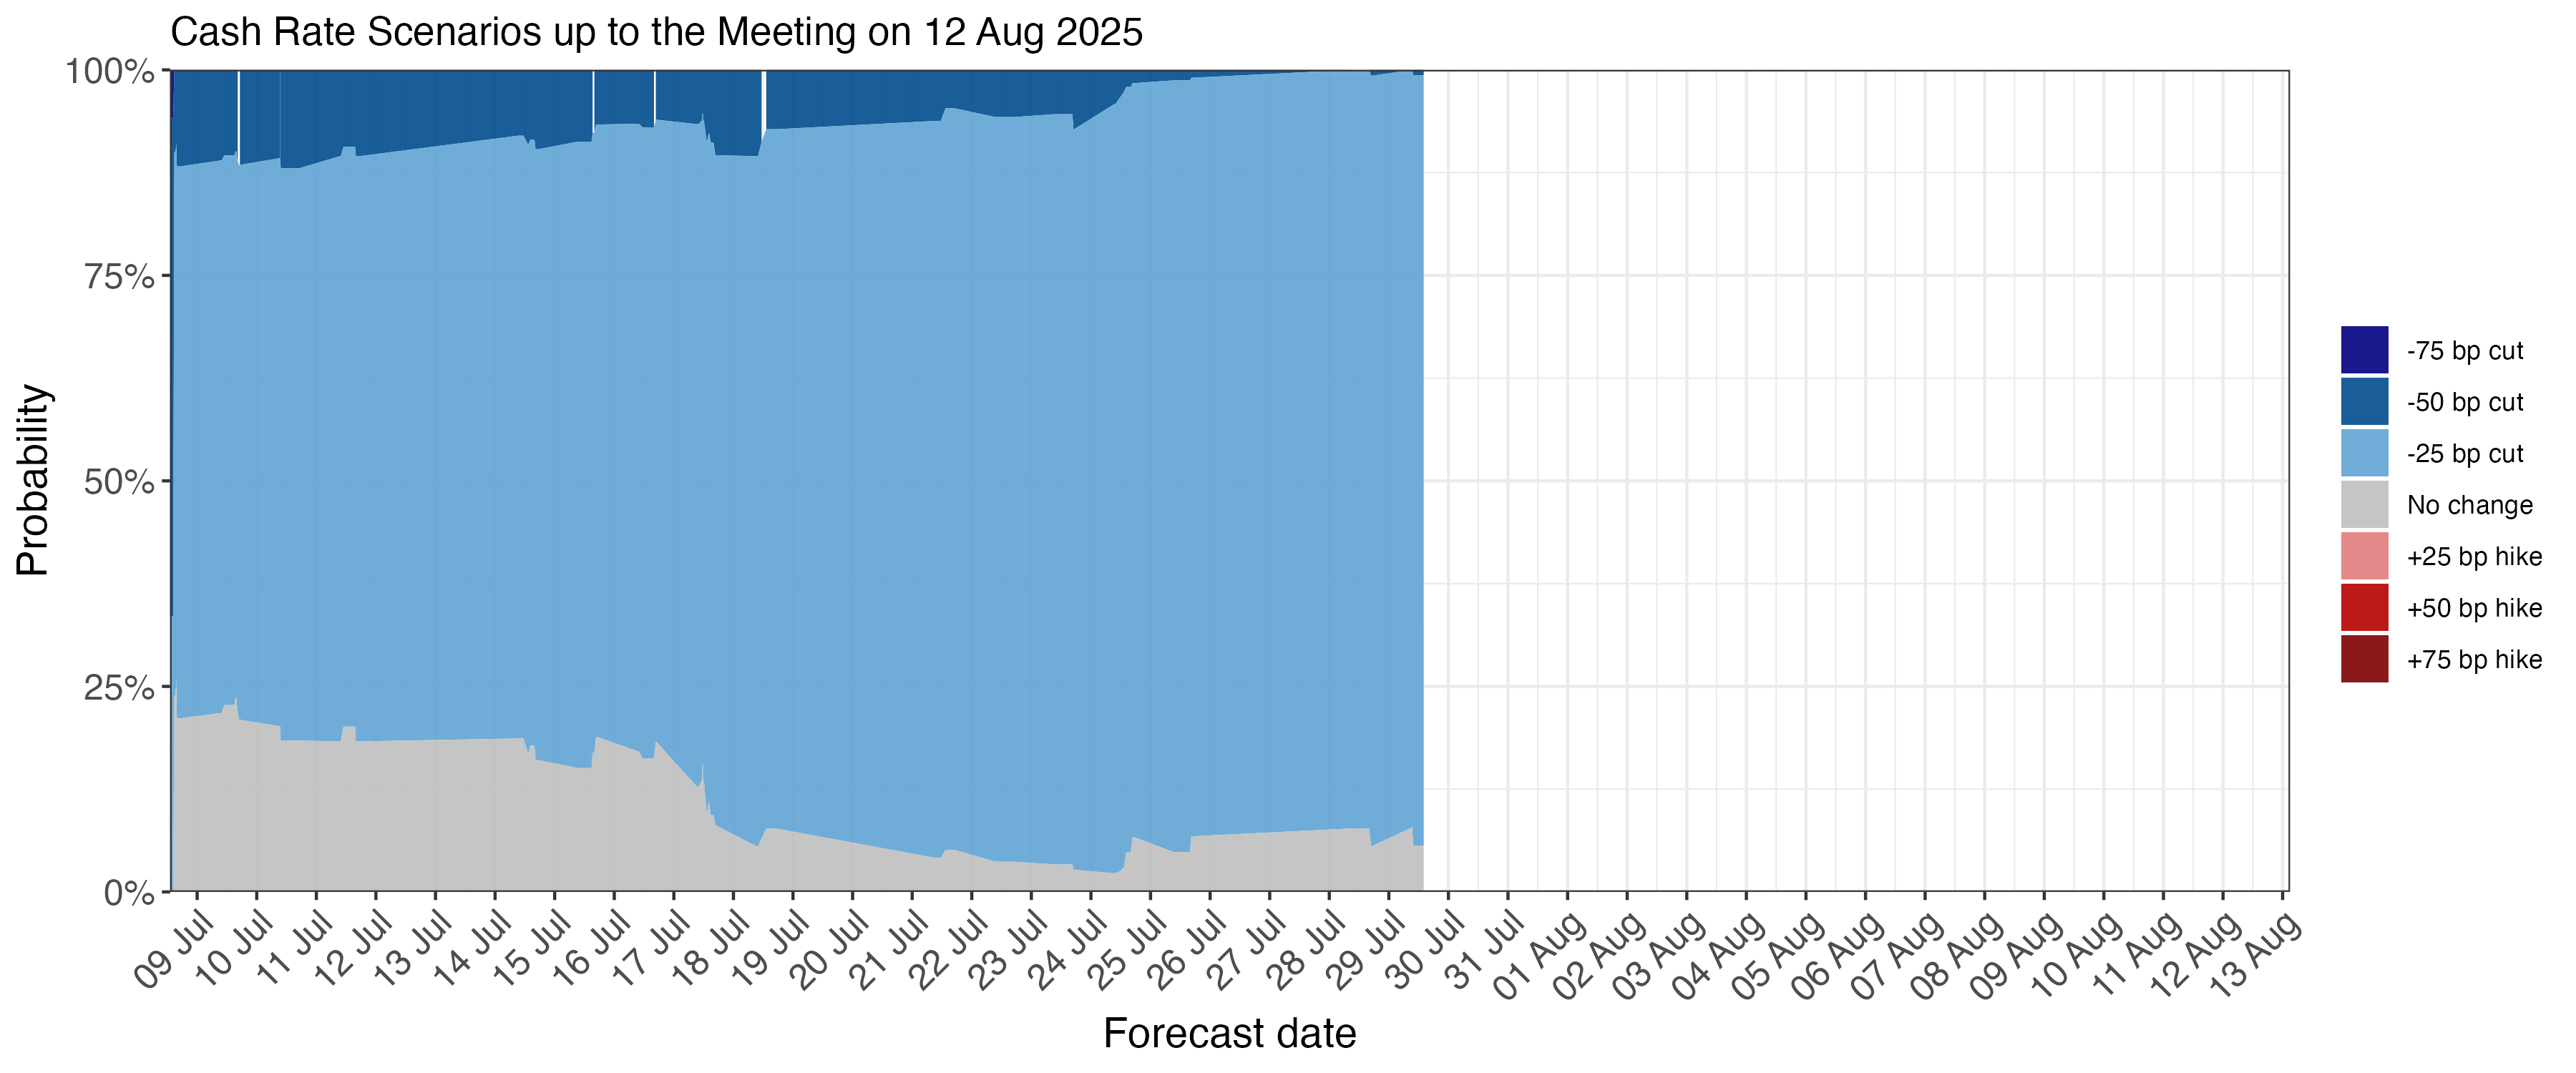 Cash Rate Scenarios up to the Meeting on 12 Aug 2025
100%
75%
50%
25%
0%
Probability
09 Jul
10 Jul
11 Jul
12 Jul
13 Jul
14 Jul
15 Jul
16 Jul
17 Jul
18 Jul
19 Jul
20 Jul
21 Jul
22 Jul
23 Jul
24 Jul
25 Jul
26 Jul
27 Jul
28 Jul
29 Jul
30 Jul
31 Jul
01 Aug
02 Aug
03 Aug
04 Aug
05 Aug
06 Aug
07 Aug
08 Aug
09 Aug
10 Aug
11 Aug
12 Aug
13 Aug
Forecast date
-75 bp cut
-50 bp cut
-25 bp cut
No change
+25 bp hike
+50 bp hike
+75 bp hike